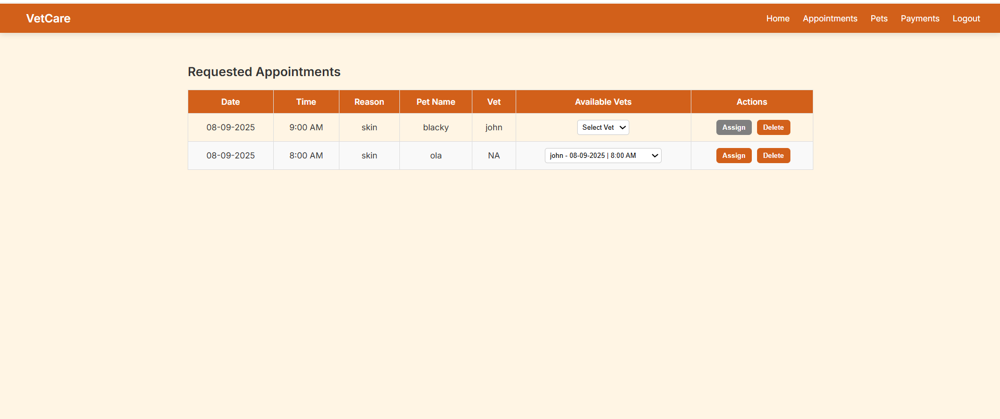 VetCare Home Appointments Pets Payments Logout
Requested Appointments
Date Time Reason Pet Name Vet Available Vets Actions
08-09-2025 9:00 AM skin blacky john Select Vet Assign Delete
08-09-2025 8:00 AM skin ola NA john - 08-09-2025 | 8:00 AM Assign Delete